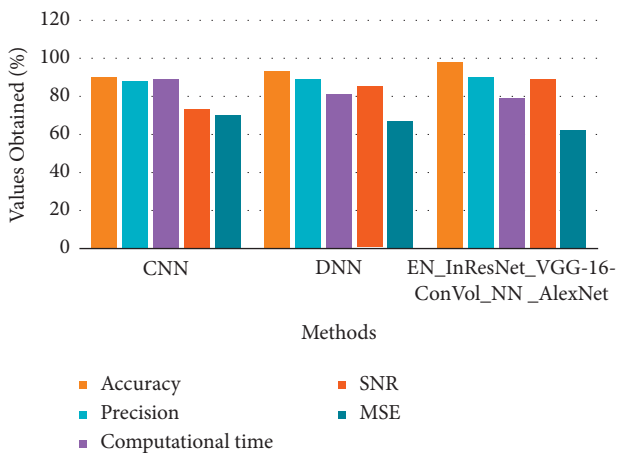 120
100
80
60
40
20
0
Values Obtained (%)
CNN
DNN
EN_InResNet_VGG-16-
ConVol_NN _AlexNet
Methods
Accuracy
Precision
Computational time
SNR
MSE